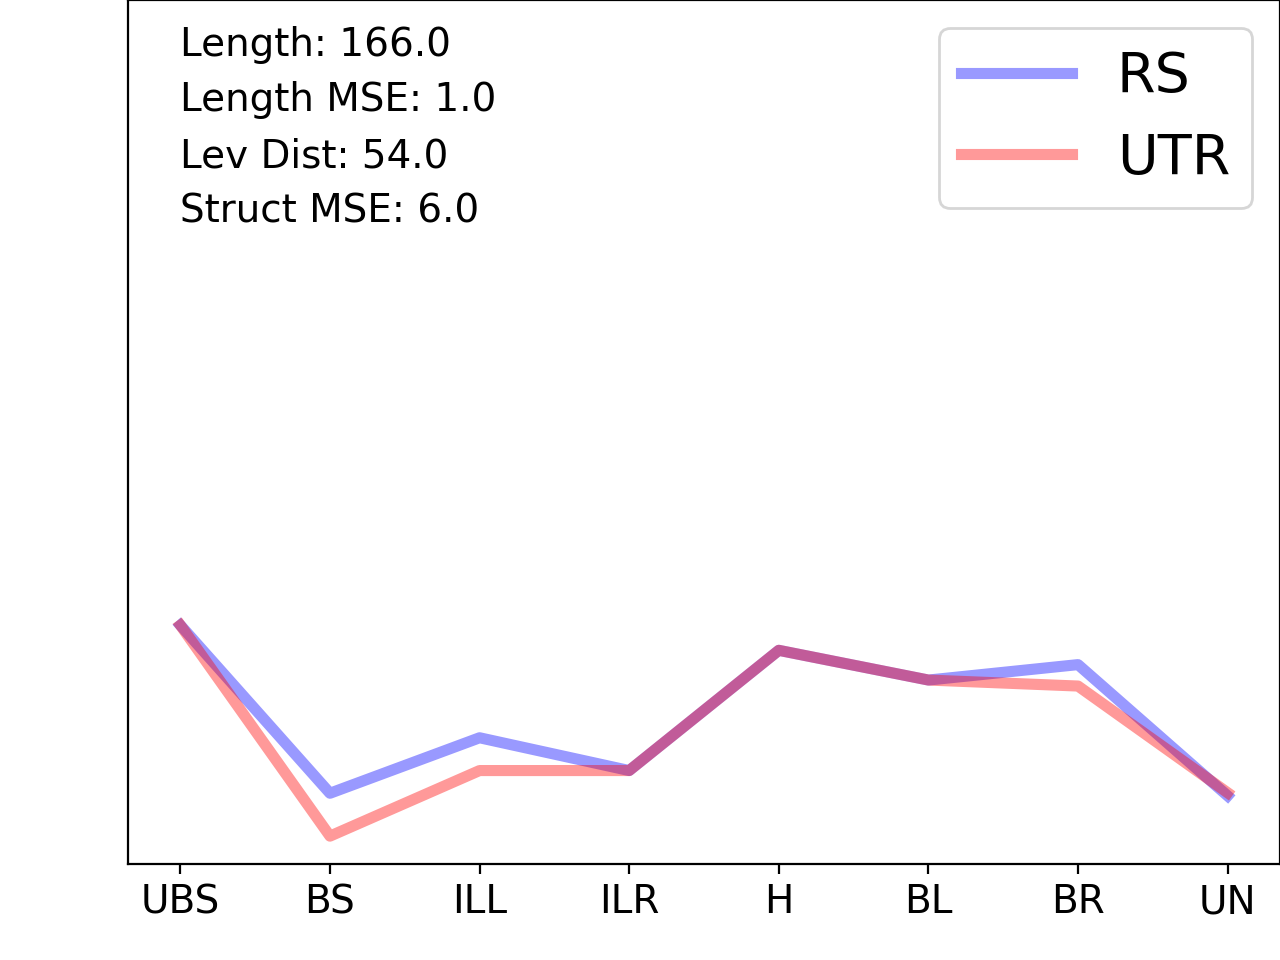 Length: 166.0
Length MSE: 1.0
Lev Dist: 54.0
Struct MSE: 6.0
RS
UTR
UBS BS ILL ILR H BL BR UN